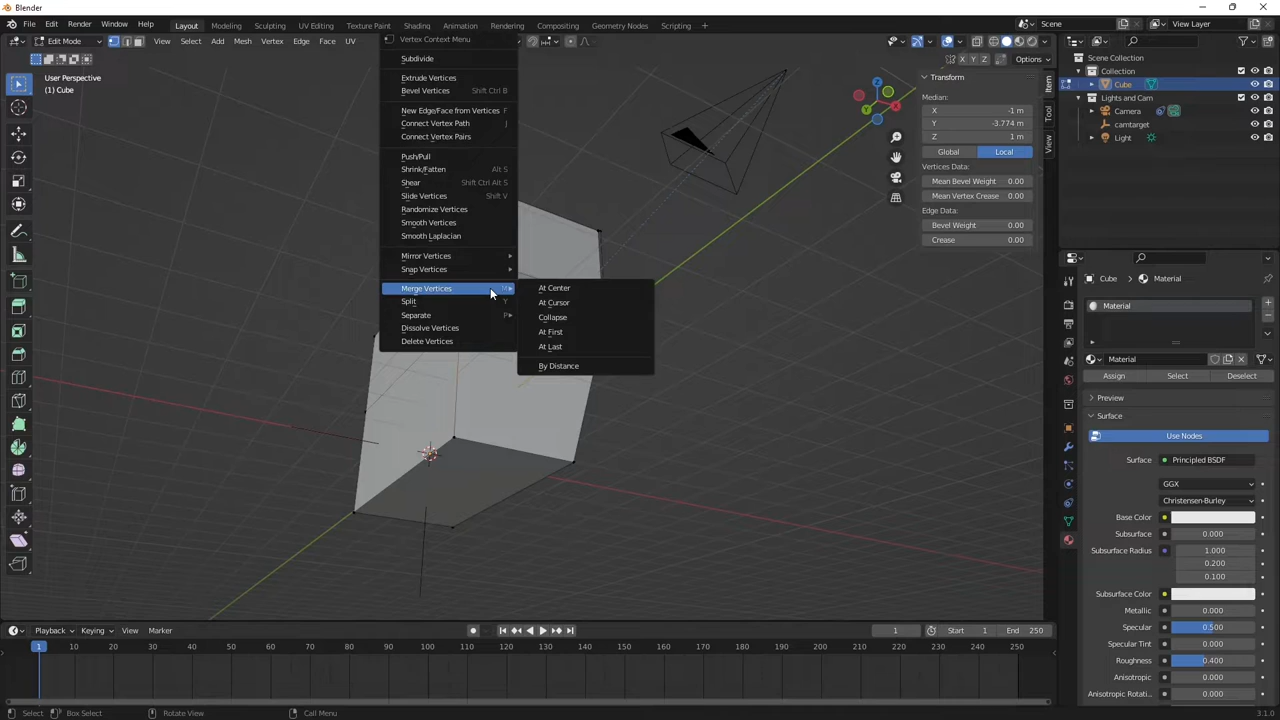 Blender
File Edit Render Window Help Layout Modeling Sculpting UV Editing Texture Paint Shading Animation Rendering Compositing Geometry Nodes Scripting + Scene View Layer
Edit Mode View Select Add Mesh Vertex Edge Face UV
X Y Z Options
User Perspective
(1) Cube
Vertex Context Menu
Subdivide
Extrude Vertices
Bevel Vertices Shift Ctrl B
New Edge/Face from Vertices F
Connect Vertex Path J
Connect Vertex Pairs
Push/Pull
Shrink/Fatten Alt S
Shear Shift Ctrl Alt S
Slide Vertices Shift V
Randomize Vertices
Smooth Vertices
Smooth Laplacian
Mirror Vertices
Snap Vertices
Merge Vertices M
Split Y
Separate P
Dissolve Vertices
Delete Vertices
At Center
At Cursor
Collapse
At First
At Last
By Distance
Z
X
Y
Transform
Median:
X -1 m
Y -3.774 m
Z 1 m
Global Local
Vertices Data:
Mean Bevel Weight 0.00
Mean Vertex Crease 0.00
Edge Data:
Bevel Weight 0.00
Crease 0.00
Item
Tool
View
Scene Collection
Collection
Cube
Lights and Cam
Camera
camtarget
Light
Cube Material
Material
Material
Assign Select Deselect
Preview
Surface
Use Nodes
Surface Principled BSDF
GGX
Christensen-Burley
Base Color
Subsurface 0.000
Subsurface Radius 1.000
0.200
0.100
Subsurface Color
Metallic 0.000
Specular 0.500
Specular Tint 0.000
Roughness 0.400
Anisotropic 0.000
Anisotropic Rotati... 0.000
Playback Keying View Marker 1 Start 1 End 250
1 10 20 30 40 50 60 70 80 90 100 110 120 130 140 150 160 170 180 190 200 210 220 230 240 250
Select Box Select Rotate View Call Menu 3.1.0